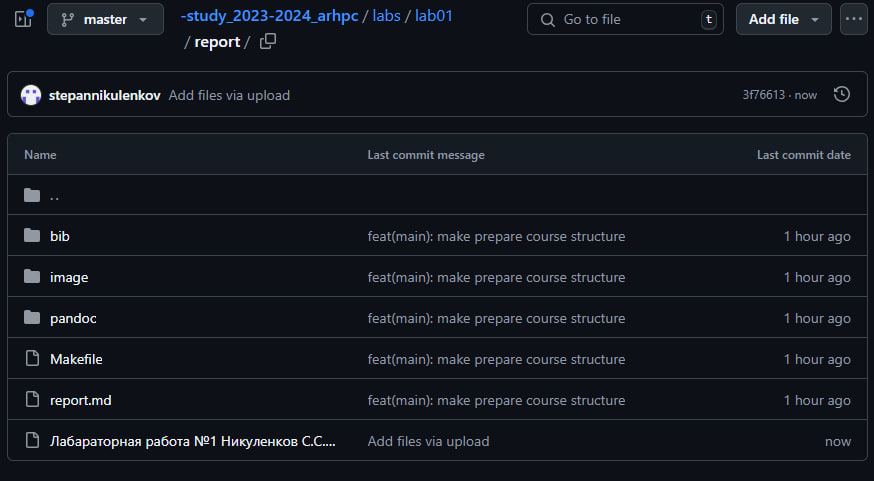 master -study_2023-2024_arhpc / labs / lab01 Go to file t Add file
/ report /
stepannikulenkov Add files via upload 3f76613 · now
Name Last commit message Last commit date
..
bib feat(main): make prepare course structure 1 hour ago
image feat(main): make prepare course structure 1 hour ago
pandoc feat(main): make prepare course structure 1 hour ago
Makefile feat(main): make prepare course structure 1 hour ago
report.md feat(main): make prepare course structure 1 hour ago
Лабараторная работа №1 Никуленков С.С.... Add files via upload now